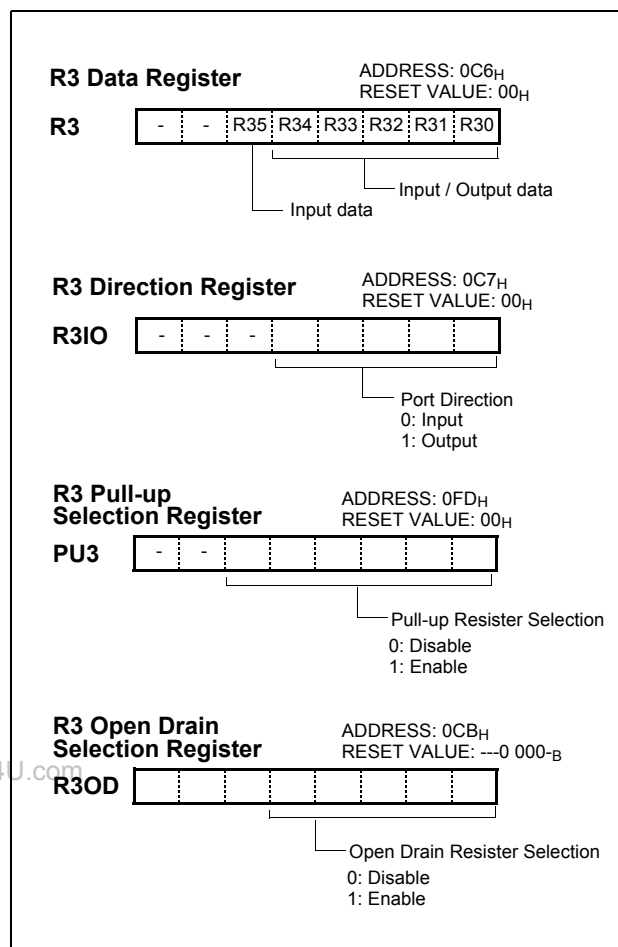 R3 Data Register
ADDRESS: 0C6H
RESET VALUE: 00H
R3 - - R35 R34 R33 R32 R31 R30
Input / Output data
Input data
R3 Direction Register
ADDRESS: 0C7H
RESET VALUE: 00H
R3IO - - -
Port Direction
0: Input
1: Output
R3 Pull-up
Selection Register
ADDRESS: 0FDH
RESET VALUE: 00H
PU3 - -
Pull-up Resister Selection
0: Disable
1: Enable
R3 Open Drain
Selection Register
ADDRESS: 0CBH
RESET VALUE: ---0 000-B
U.com
R3OD
Open Drain Resister Selection
0: Disable
1: Enable